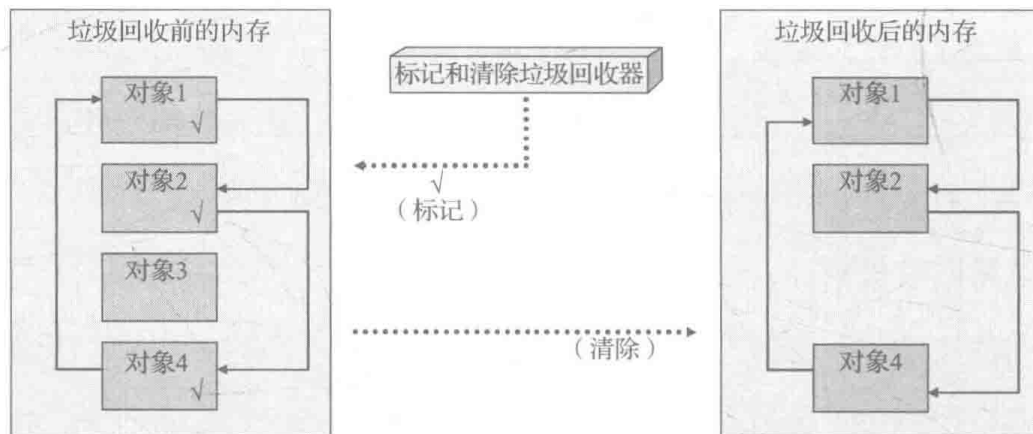 垃圾回收前的内存
对象1
√
对象2
√
对象3
对象4
√
标记和清除垃圾回收器
√
（标记）
（清除）
垃圾回收后的内存
对象1
对象2
对象4